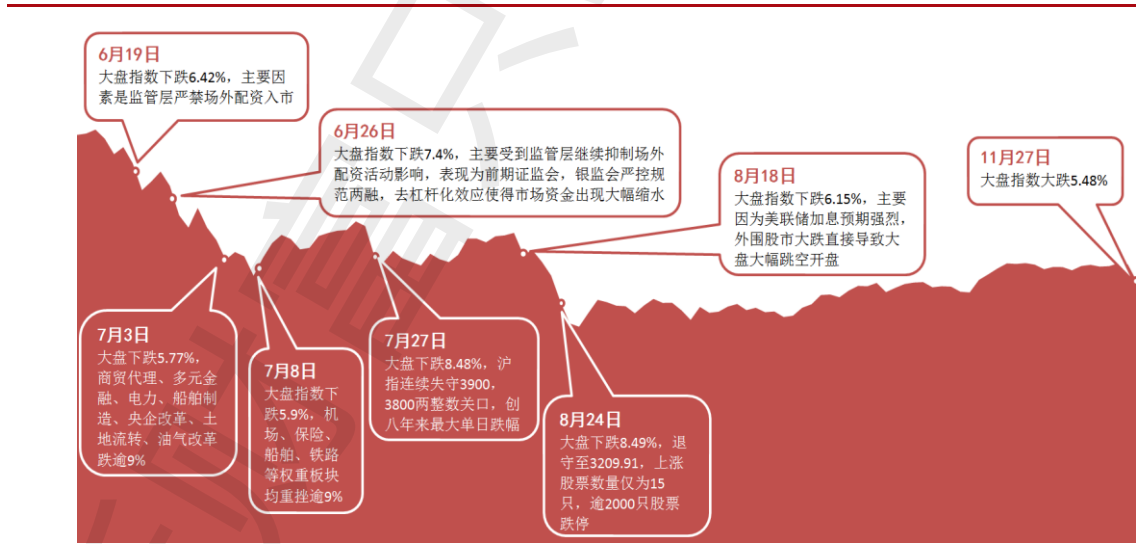 6月19日
大盘指数下跌6.42%，主要因
素是监管层严禁场外配资入市
6月26日
大盘指数下跌7.4%，主要受到监管层继续抑制场外
配资活动影响，表现为前期证监会，银监会严控规
范两融，去杠杆化效应使得市场资金出现大幅缩水
8月18日
大盘指数下跌6.15%，主要
因为美联储加息预期强烈，
外围股市大跌直接导致大
盘大幅跳空开盘
11月27日
大盘指数大跌5.48%
7月3日
大盘下跌5.77%，
商贸代理、多元金
融、电力、船舶制
造、央企改革、土
地流转、油气改革
跌逾9%
7月8日
大盘指数下
跌5.9%，机
场、保险、
船舶、铁路
等权重板块
均重挫逾9%
7月27日
大盘下跌8.48%，沪
指连续失守3900，
3800两整数关口，创
八年来最大单日跌幅
8月24日
大盘下跌8.49%，退
守至3209.91，上涨
股票数量仅为15
只，逾2000只股票
跌停